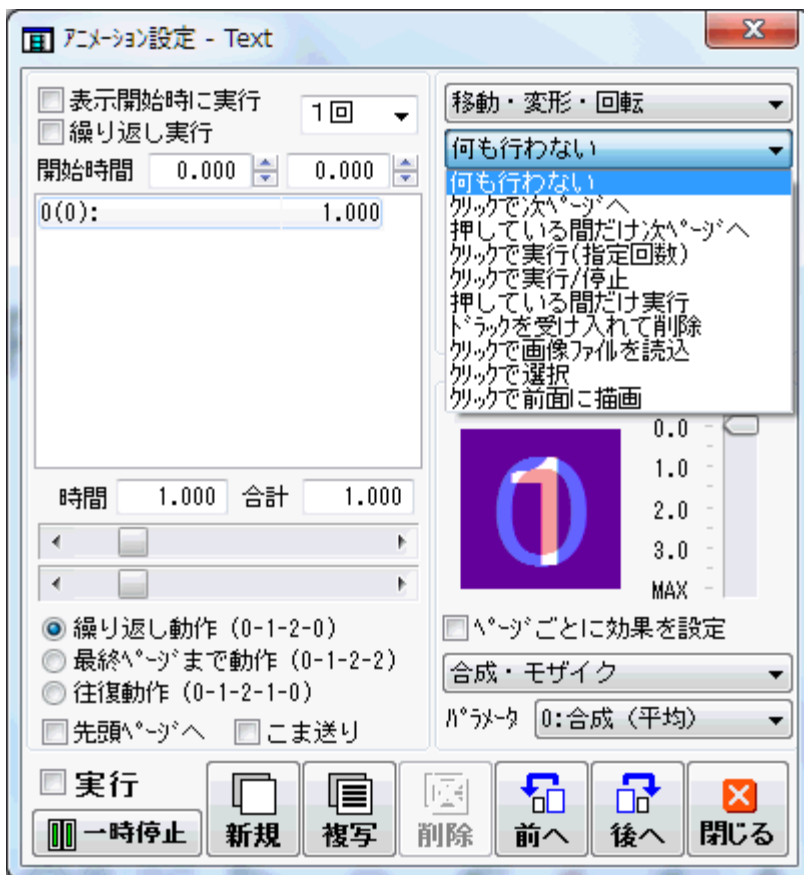 ｱﾆﾒｰｼｮﾝ設定 - Text
表示開始時に実行
1回
繰り返し実行
開始時間 0.000 0.000
0(0): 1.000
時間 1.000 合計 1.000
繰り返し動作 (0-1-2-0)
最終ﾍﾟｰｼﾞまで動作 (0-1-2-2)
往復動作 (0-1-2-1-0)
先頭ﾍﾟｰｼﾞへ こま送り
移動・変形・回転
何も行わない
何も行わない
ｸﾘｯｸで次ﾍﾟｰｼﾞへ
押している間だけ次ﾍﾟｰｼﾞへ
ｸﾘｯｸで実行(指定回数)
ｸﾘｯｸで実行/停止
押している間だけ実行
ﾄﾞﾗｯｸを受け入れて削除
ｸﾘｯｸで画像ﾌｧｲﾙを読込
ｸﾘｯｸで選択
ｸﾘｯｸで前面に描画
0 1
0.0
1.0
2.0
3.0
MAX
ﾍﾟｰｼﾞごとに効果を設定
合成・モザイク
ﾊﾟﾗﾒｰﾀ 0:合成 (平均)
実行
一時停止
新規
複写
削除
前へ
後へ
閉じる